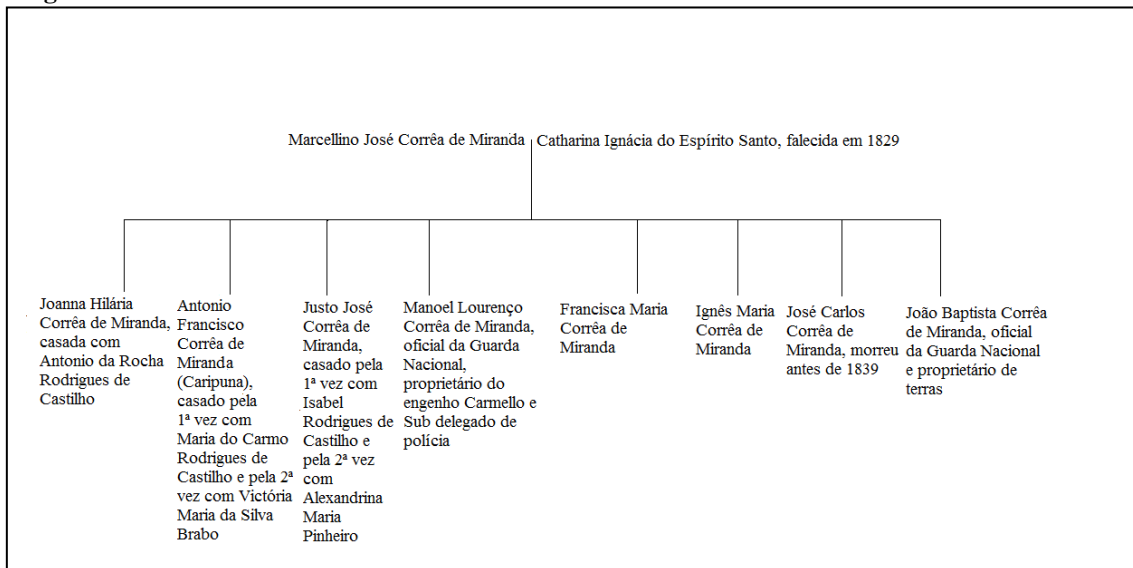 Marcellino José Corrêa de Miranda
Catharina Ignácia do Espírito Santo, falecida em 1829
Joanna Hilária
Corrêa de Miranda,
casada com
Antonio da Rocha
Rodrigues de
Castilho
Antonio
Francisco
Corrêa de
Miranda
(Caripuna),
casado pela
1ª vez com
Maria do Carmo
Rodrigues de
Castilho e pela 2ª
vez com Victória
Maria da Silva
Brabo
Justo José
Corrêa de
Miranda,
casado pela
1ª vez com
Isabel
Rodrigues de
Castilho e
pela 2ª vez
com
Alexandrina
Maria
Pinheiro
Manoel Lourenço
Corrêa de Miranda,
oficial da Guarda
Nacional,
proprietário do
engenho Carmello e
Sub delegado de
polícia
Francisca Maria
Corrêa de
Miranda
Ignês Maria
Corrêa de
Miranda
José Carlos
Corrêa de
Miranda, morreu
antes de 1839
João Baptista Corrêa
de Miranda, oficial
da Guarda Nacional
e proprietário de
terras